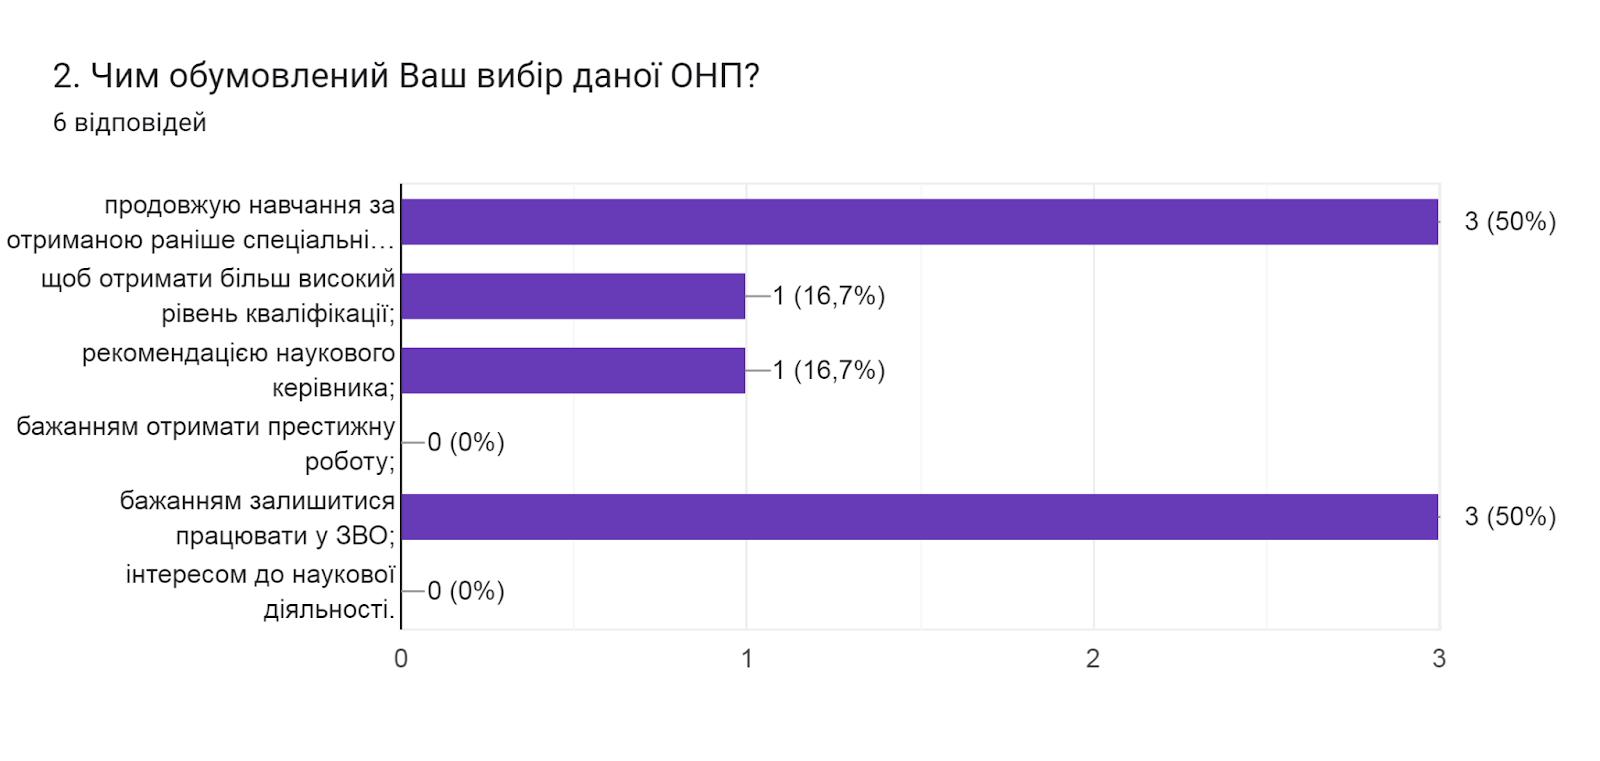 2. Чим обумовлений Ваш вибір даної ОНП?
6 відповідей
продовжую навчання за
отриманою раніше спеціальні…
3 (50%)
щоб отримати більш високий
рівень кваліфікації;
1 (16,7%)
рекомендацією наукового
керівника;
1 (16,7%)
бажанням отримати престижну
роботу;
0 (0%)
бажанням залишитися
працювати у ЗВО;
3 (50%)
інтересом до наукової
діяльності.
0 (0%)
0
1
2
3